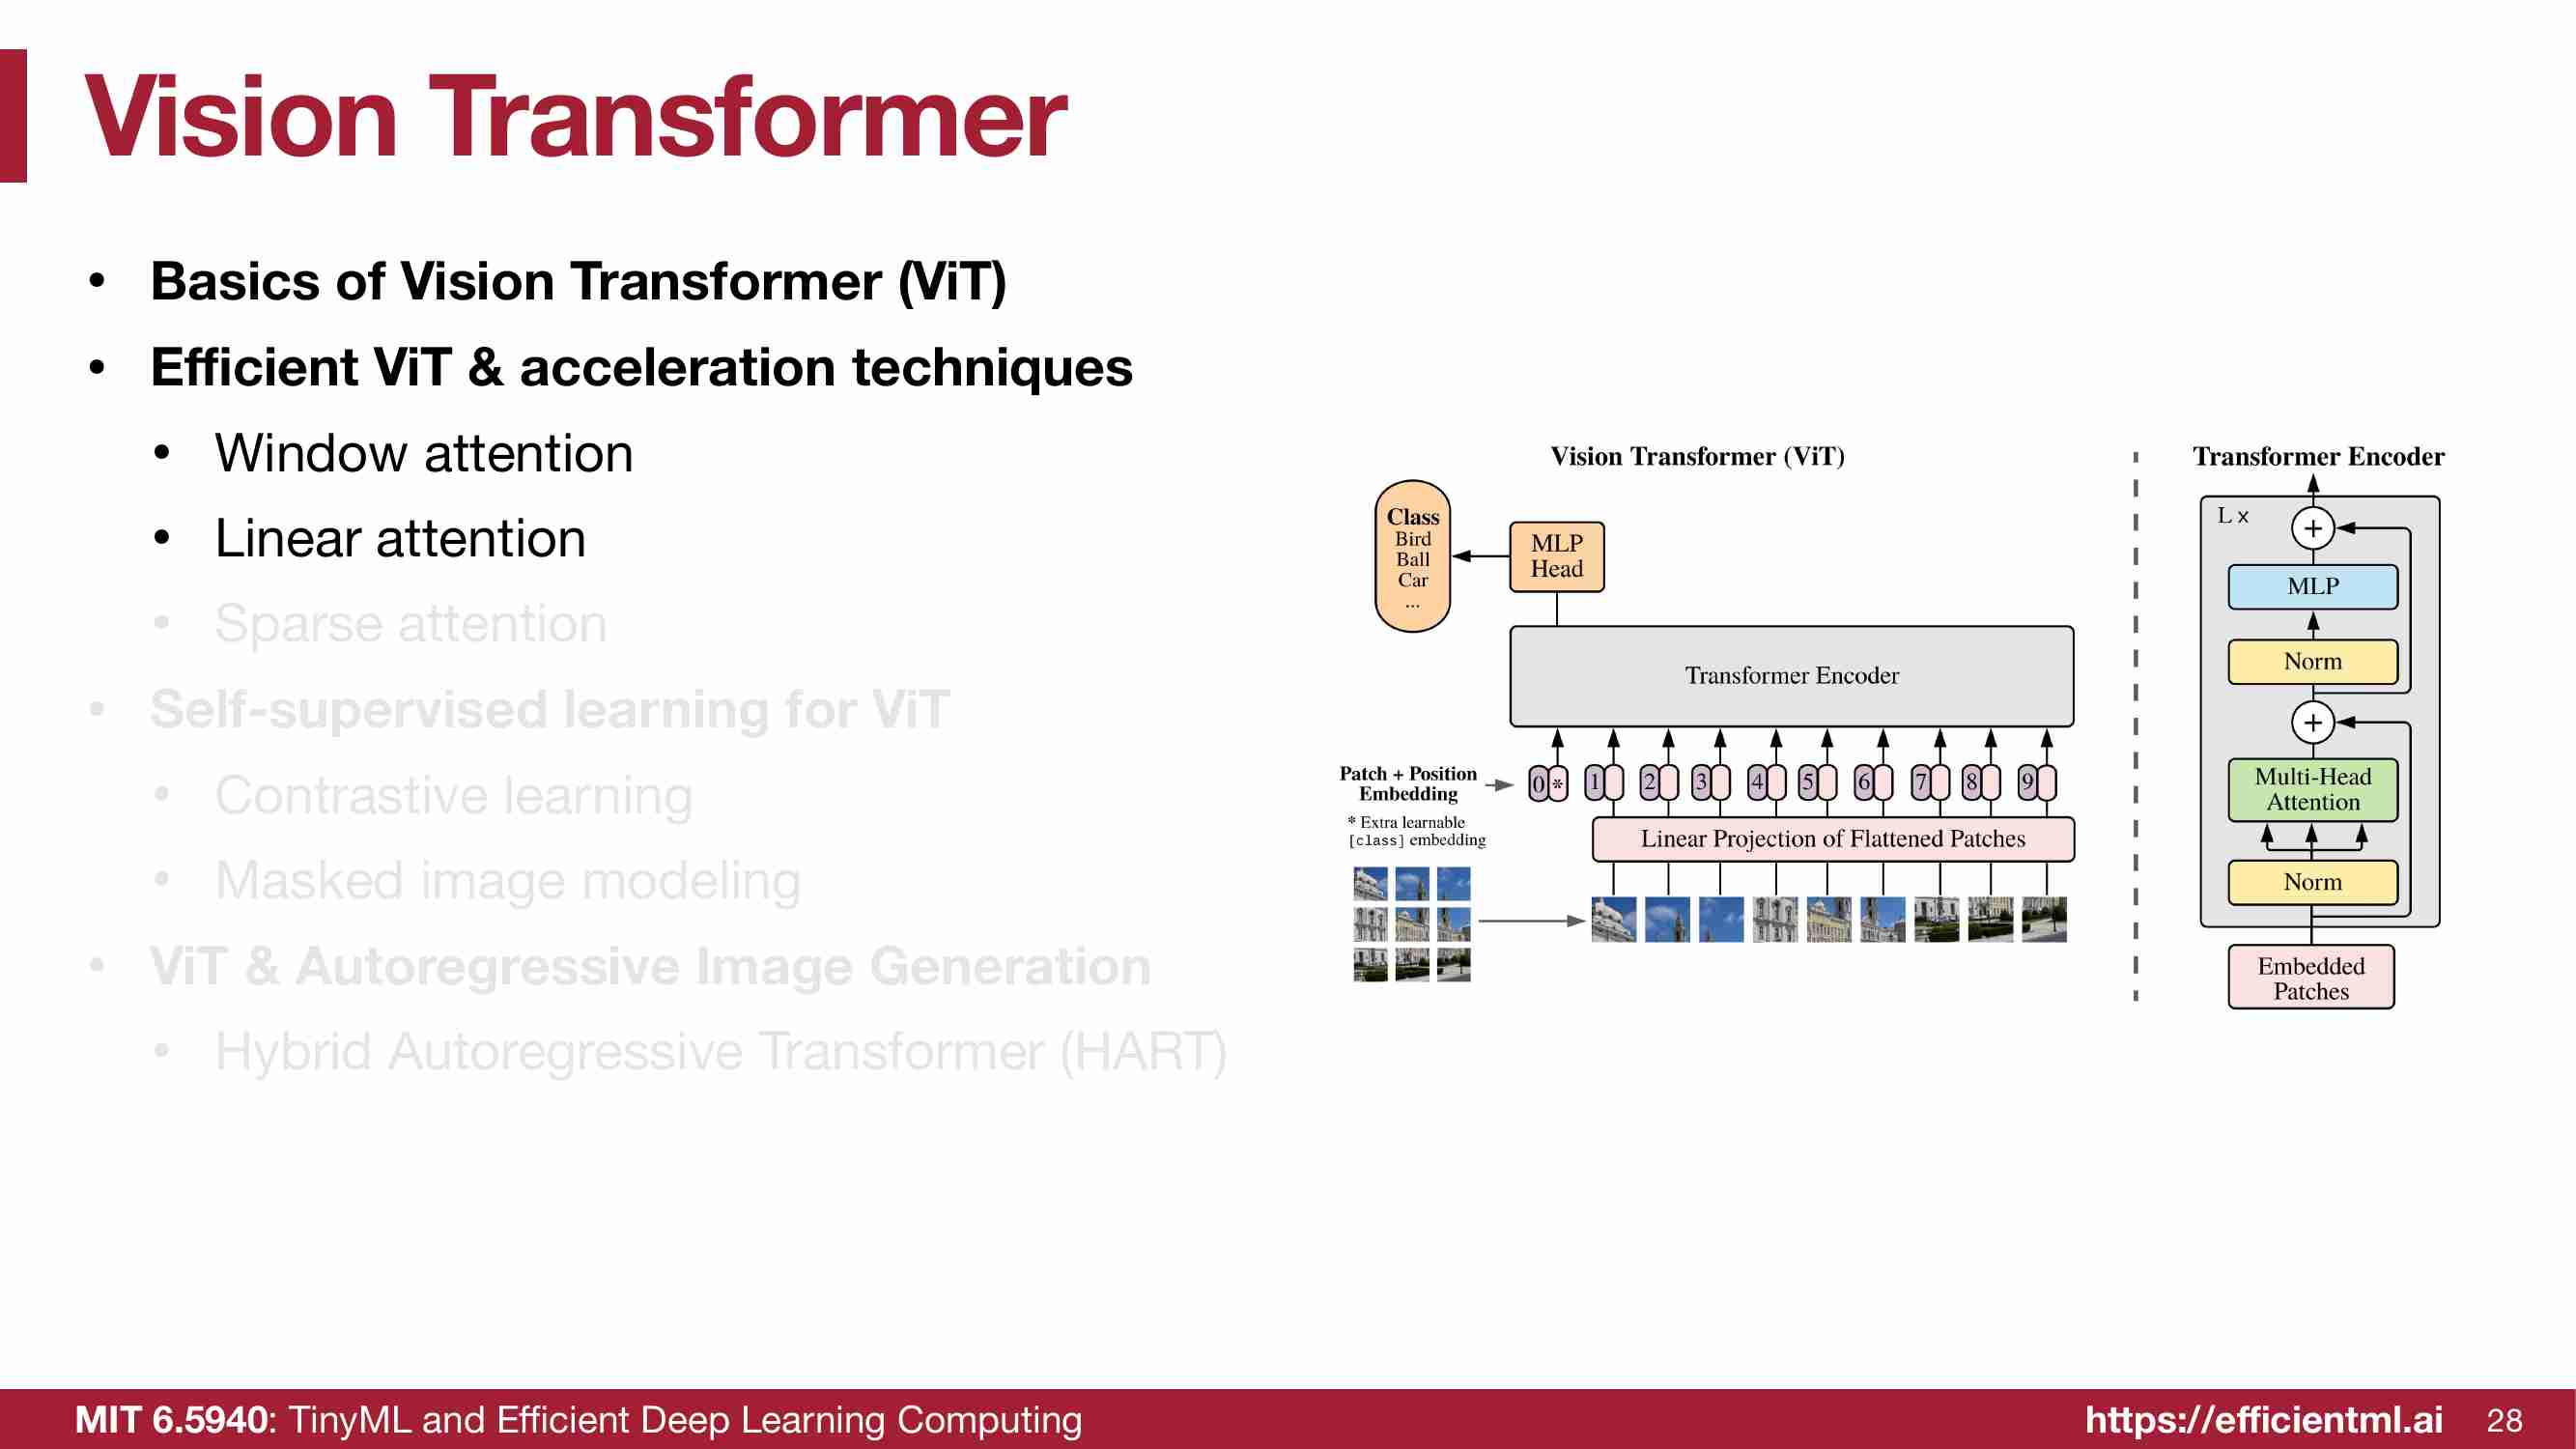 Vision Transformer
• Basics of Vision Transformer (ViT)
• Efficient ViT & acceleration techniques
• Window attention
• Linear attention
• Sparse attention
• Self-supervised learning for ViT
• Contrastive learning
• Masked image modeling
• ViT & Autoregressive Image Generation
• Hybrid Autoregressive Transformer (HART)
Vision Transformer (ViT)
Class
Bird
Ball
Car
...
MLP
Head
Transformer Encoder
Patch + Position
Embedding
0 * 1 2 3 4 5 6 7 8 9
* Extra learnable
[class] embedding
Linear Projection of Flattened Patches
Transformer Encoder
L x
+
MLP
Norm
+
Multi-Head
Attention
Norm
Embedded
Patches
MIT 6.5940: TinyML and Efficient Deep Learning Computing
https://efficientml.ai
28